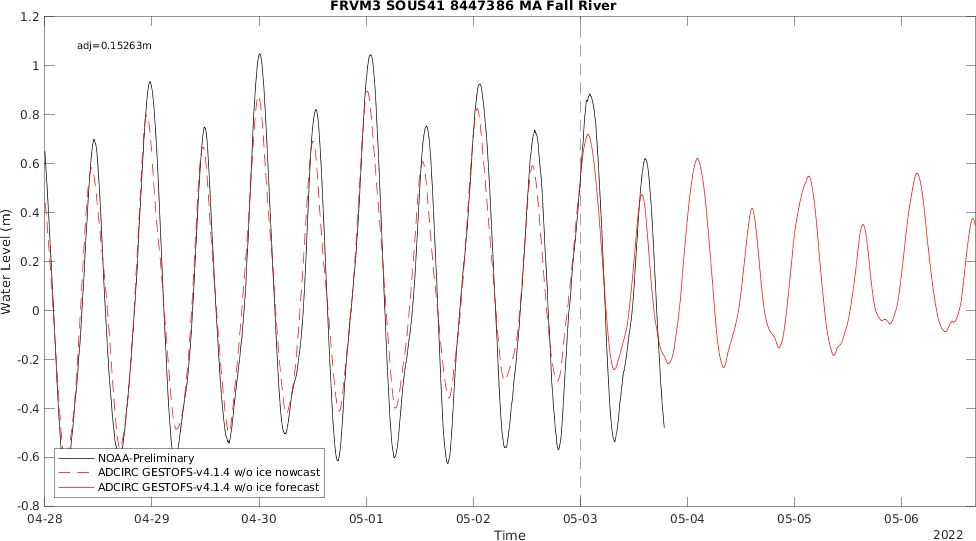 FRVM3 SOUS41 8447386 MA Fall River
adj=0.15263m
Water Level (m)
1.2
1
0.8
0.6
0.4
0.2
0
-0.2
-0.4
-0.6
-0.8
NOAA-Preliminary
ADCIRC GESTOFS-v4.1.4 w/o ice nowcast
ADCIRC GESTOFS-v4.1.4 w/o ice forecast
04-28 04-29 04-30 05-01 05-02 05-03 05-04 05-05 05-06
Time
2022